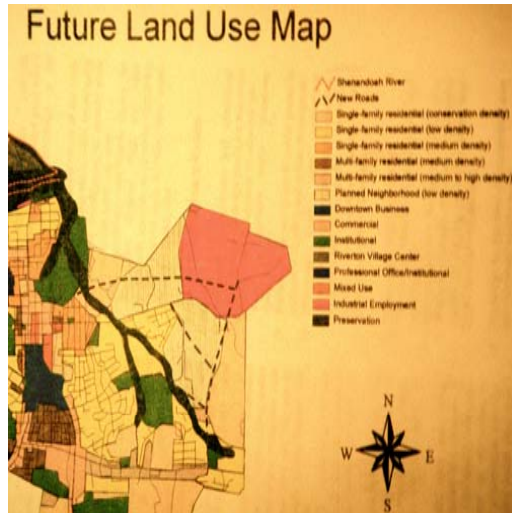 Future Land Use Map
Shenandoah River
New Roads
Single-family residential (conservation density)
Single-family residential (low density)
Single-family residential (medium density)
Multi-family residential (medium density)
Multi-family residential (medium to high density)
Planned Neighborhood (low density)
Downtown Business
Commercial
Institutional
Riverton Village Center
Professional Office/Institutional
Mixed Use
Industrial Employment
Preservation
N
W E
S